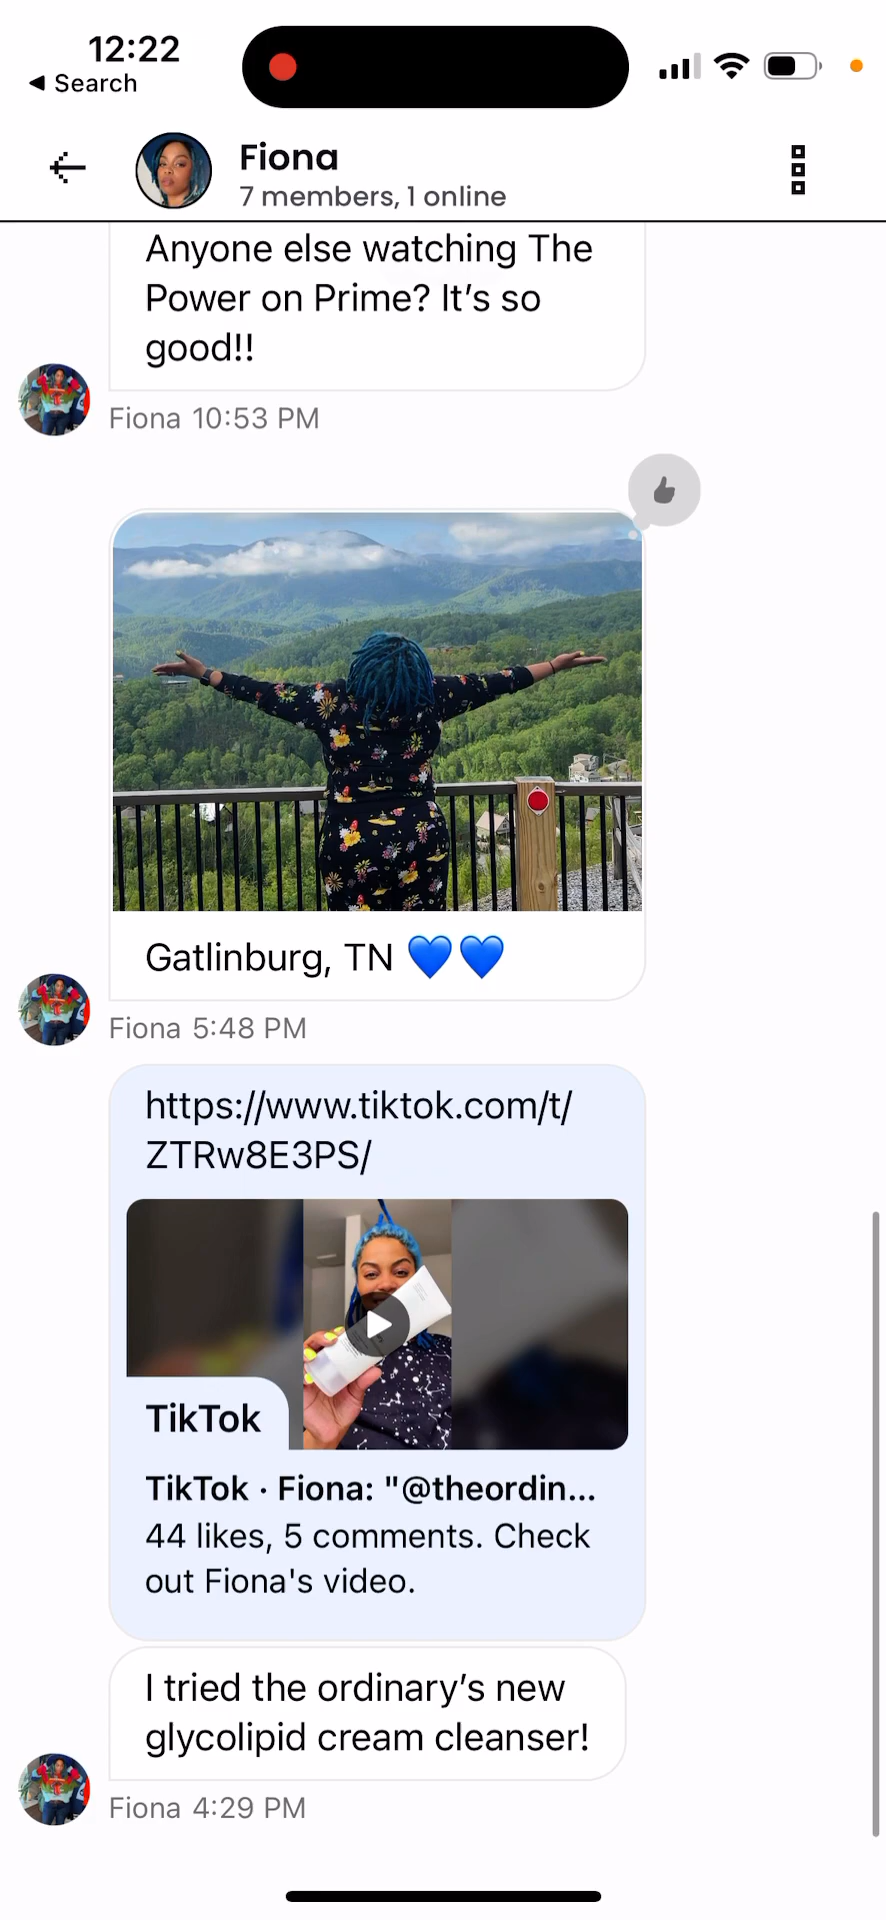 12:22
Search
Fiona
7 members, 1 online
Anyone else watching The
Power on Prime? It’s so
good!!
Fiona 10:53 PM
Gatlinburg, TN 💙💙
Fiona 5:48 PM
https://www.tiktok.com/t/
ZTRw8E3PS/
TikTok
TikTok · Fiona: "@theordin...
44 likes, 5 comments. Check
out Fiona's video.
I tried the ordinary’s new
glycolipid cream cleanser!
Fiona 4:29 PM